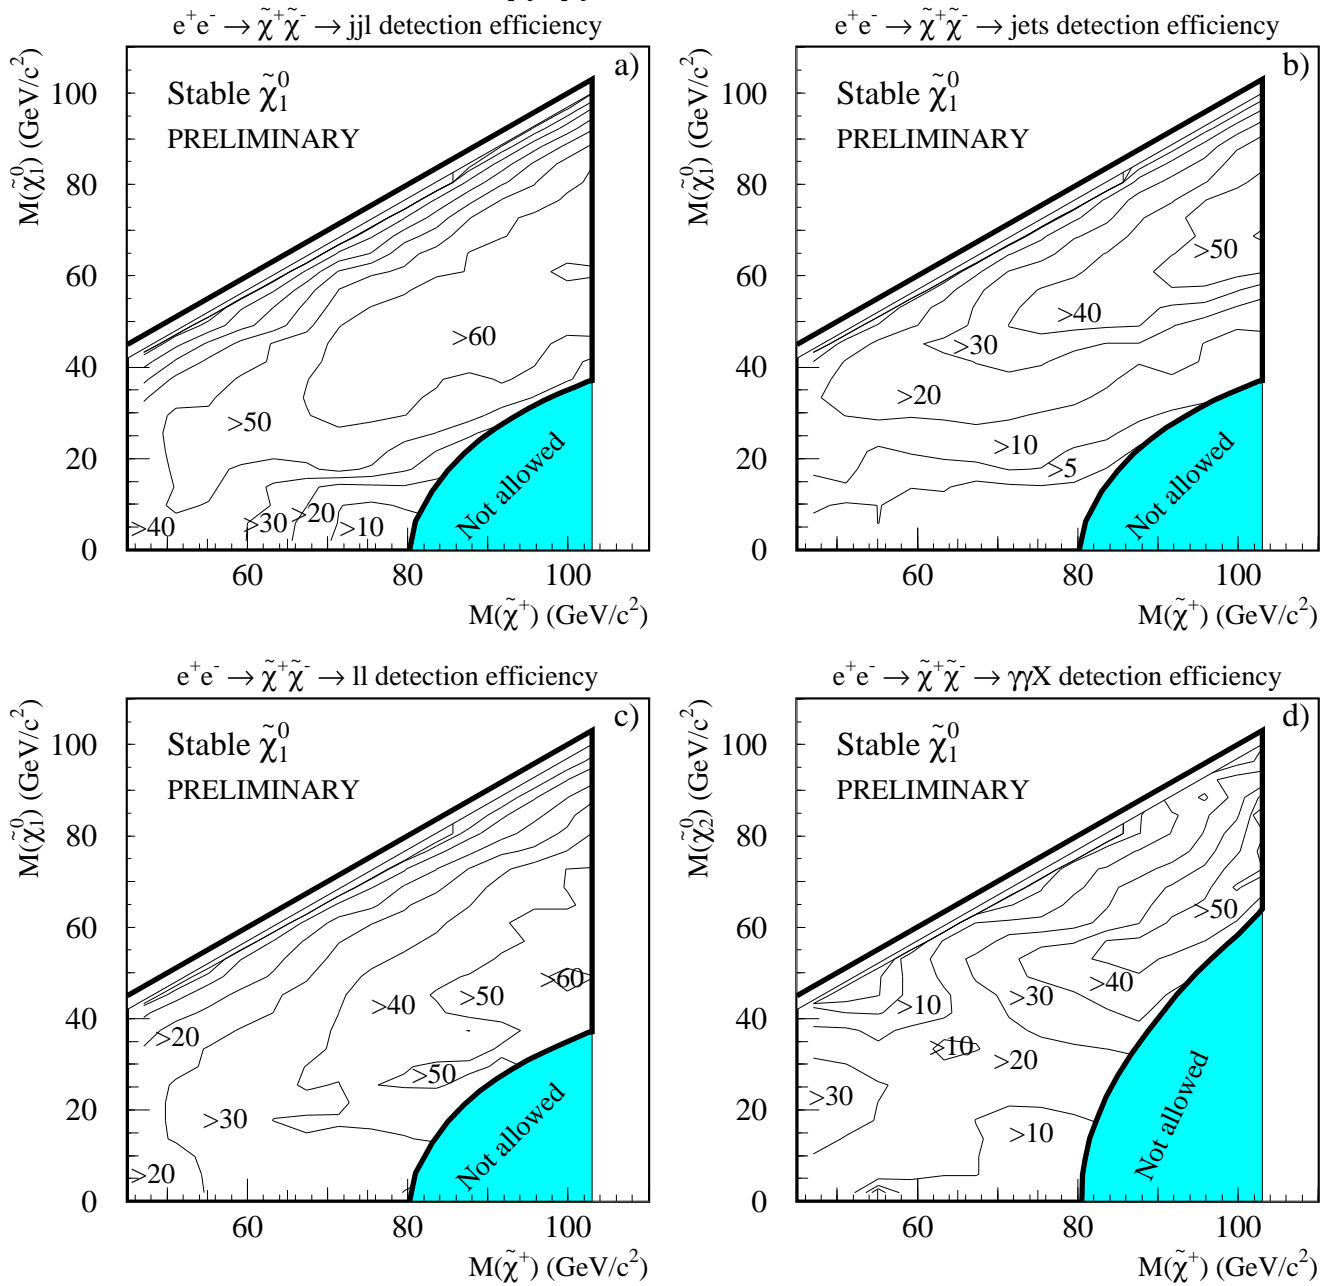 e⁺e⁻ → χ̃⁺χ̃⁻ → jjl detection efficiency
a)
Stable χ̃₁⁰
PRELIMINARY
M(χ̃₁⁰) (GeV/c²)
100
80
60
40
20
0
>60
>50
>40
>30
>20
>10
Not allowed
60
80
100
M(χ̃⁺) (GeV/c²)
e⁺e⁻ → χ̃⁺χ̃⁻ → jets detection efficiency
b)
Stable χ̃₁⁰
PRELIMINARY
M(χ̃₁⁰) (GeV/c²)
100
80
60
40
20
0
>50
>40
>30
>20
>10
>5
Not allowed
60
80
100
M(χ̃⁺) (GeV/c²)
e⁺e⁻ → χ̃⁺χ̃⁻ → ll detection efficiency
c)
Stable χ̃₁⁰
PRELIMINARY
M(χ̃₁⁰) (GeV/c²)
100
80
60
40
20
0
>60
>50
>40
>20
>50
>30
>20
Not allowed
60
80
100
M(χ̃⁺) (GeV/c²)
e⁺e⁻ → χ̃⁺χ̃⁻ → γγX detection efficiency
d)
Stable χ̃₁⁰
PRELIMINARY
M(χ̃₂⁰) (GeV/c²)
100
80
60
40
20
0
>50
>40
>30
>10
>10
>20
>30
>10
Not allowed
60
80
100
M(χ̃⁺) (GeV/c²)